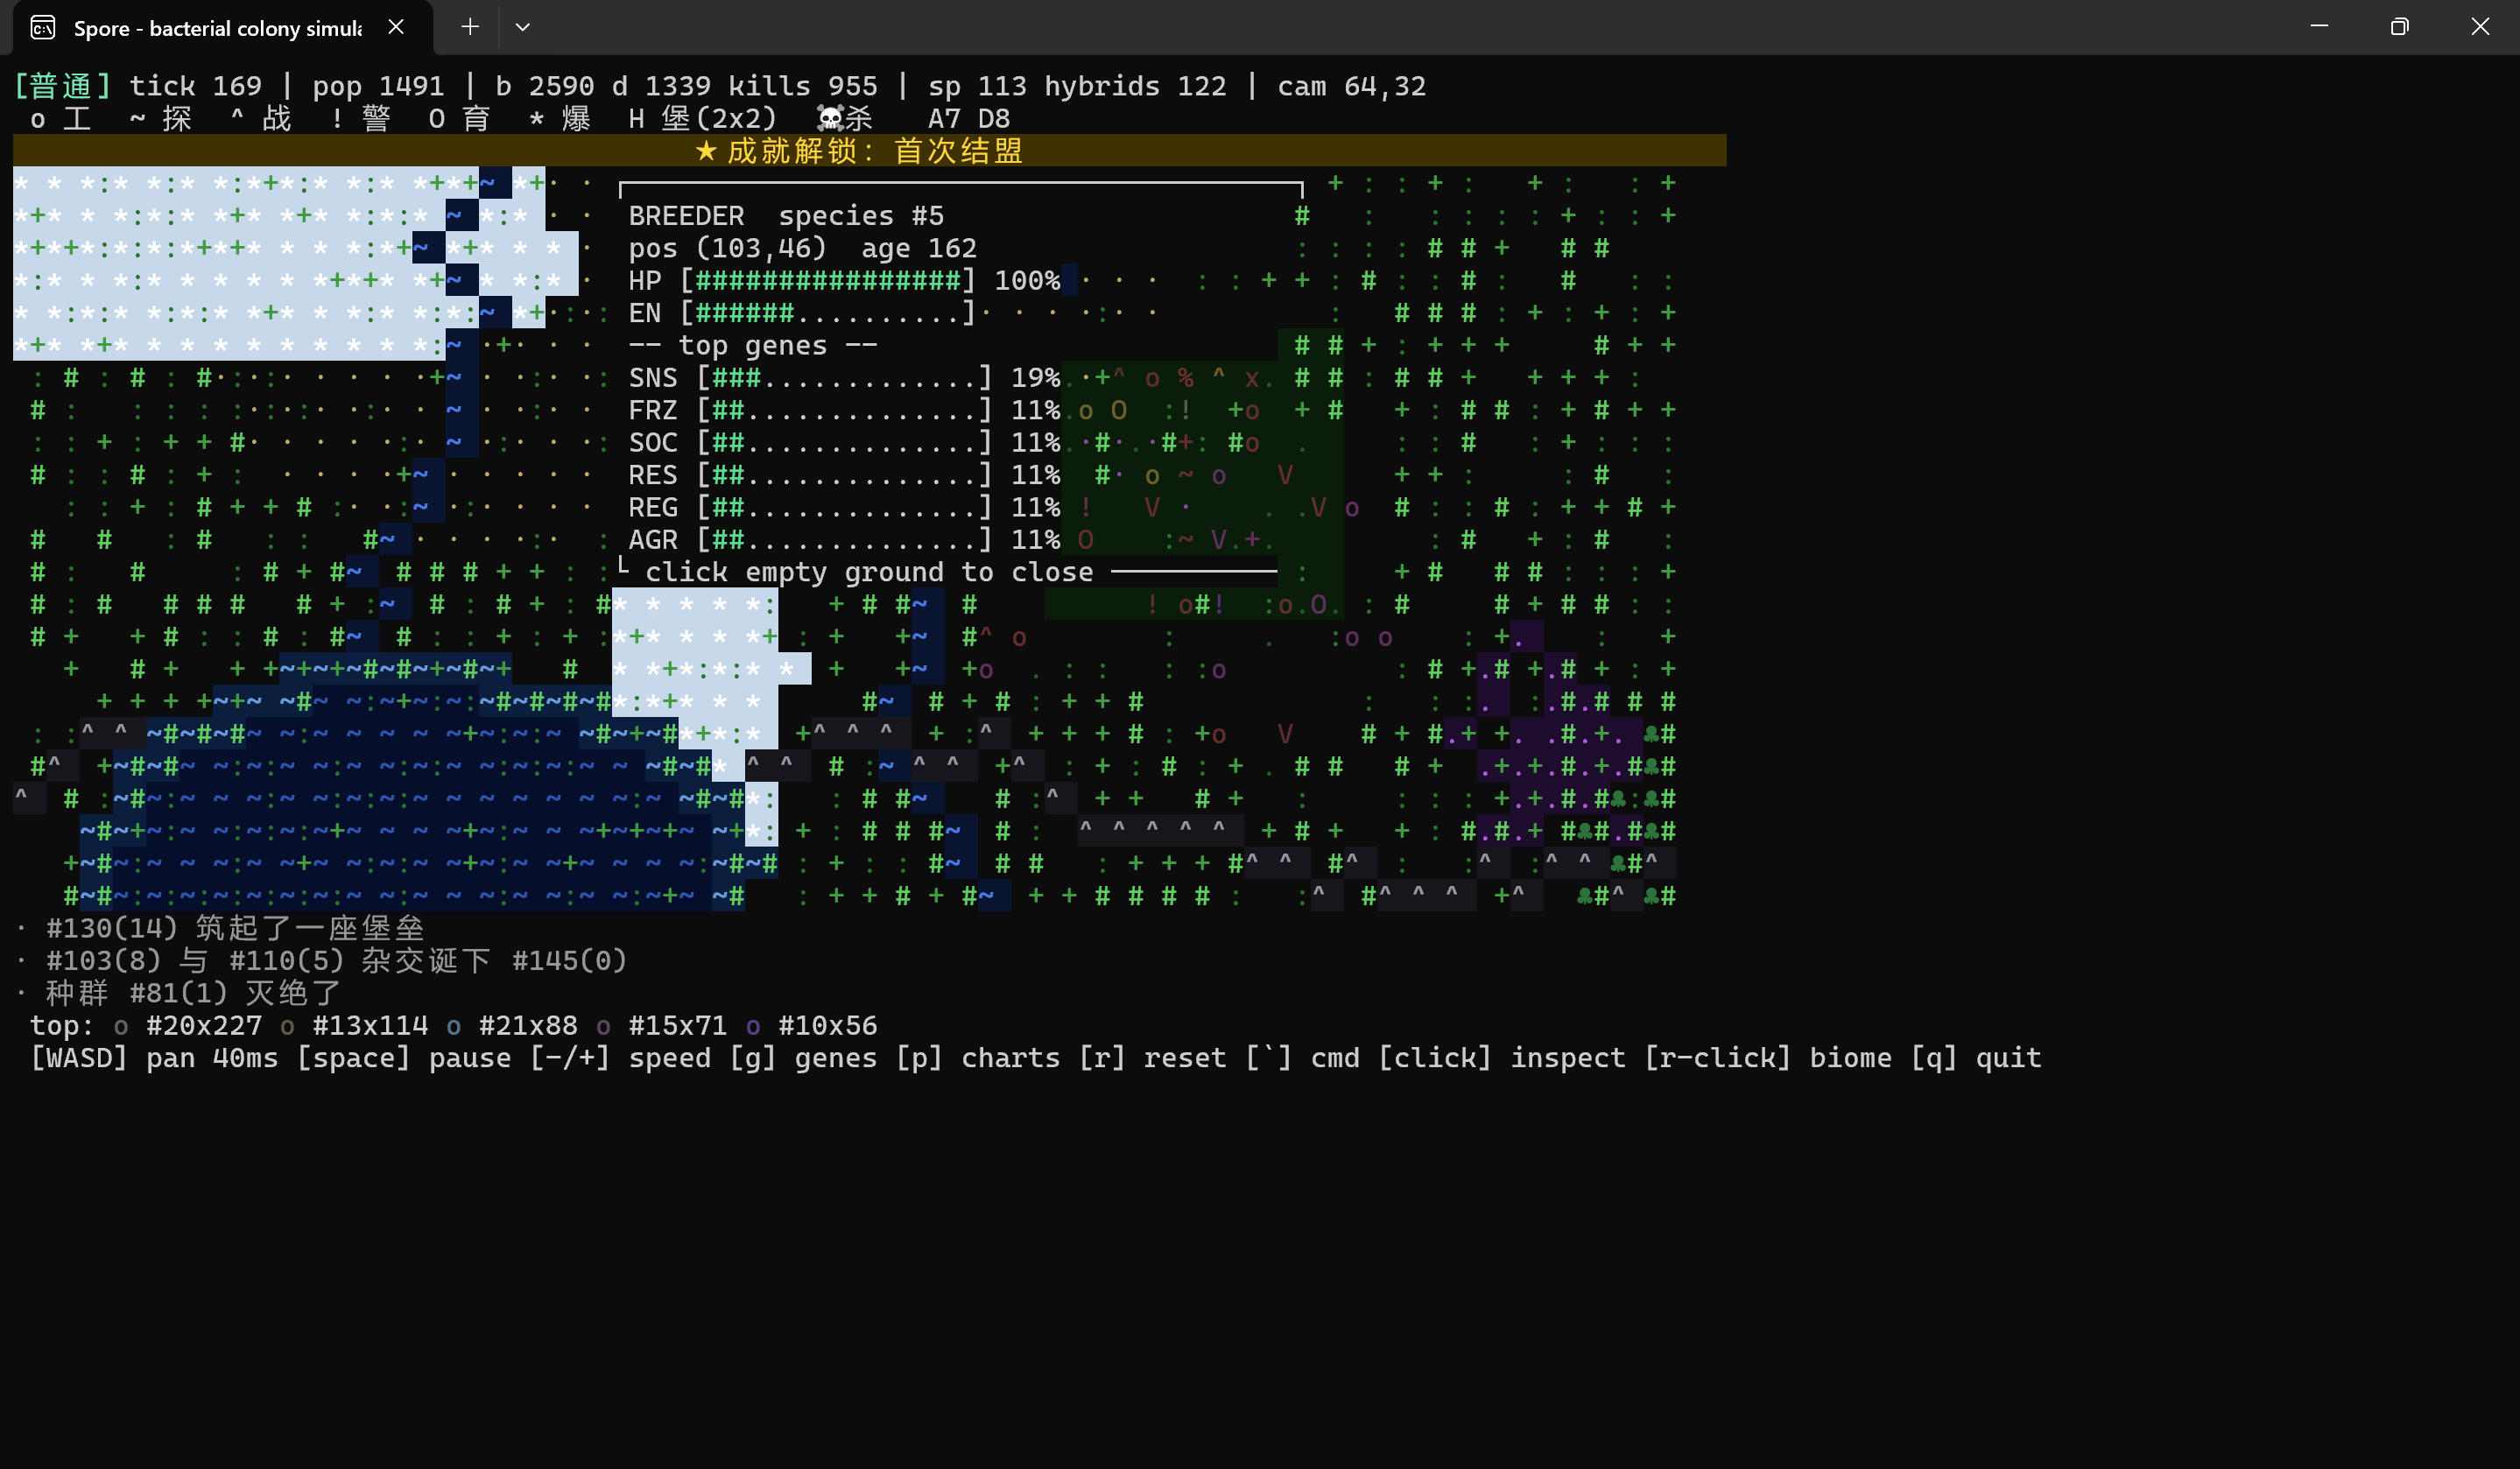 Spore - bacterial colony simul
[普通] tick 169 | pop 1491 | b 2590 d 1339 kills 955 | sp 113 hybrids 122 | cam 64,32
o 工 ~ 探 ^ 战 ! 警 O 育 * 爆 H 堡(2x2) ☠杀 A7 D8
★ 成就解锁: 首次结盟
BREEDER species #5
pos (103,46) age 162
HP [################] 100%
EN [######..........]
-- top genes --
SNS [###.............] 19%
FRZ [##..............] 11%
SOC [##..............] 11%
RES [##..............] 11%
REG [##..............] 11%
AGR [##..............] 11%
click empty ground to close
· #130(14) 筑起了一座堡垒
· #103(8) 与 #110(5) 杂交诞下 #145(0)
· 种群 #81(1) 灭绝了
top: o #20x227 o #13x114 o #21x88 o #15x71 o #10x56
[WASD] pan 40ms [space] pause [-/+] speed [g] genes [p] charts [r] reset [`] cmd [click] inspect [r-click] biome [q] quit